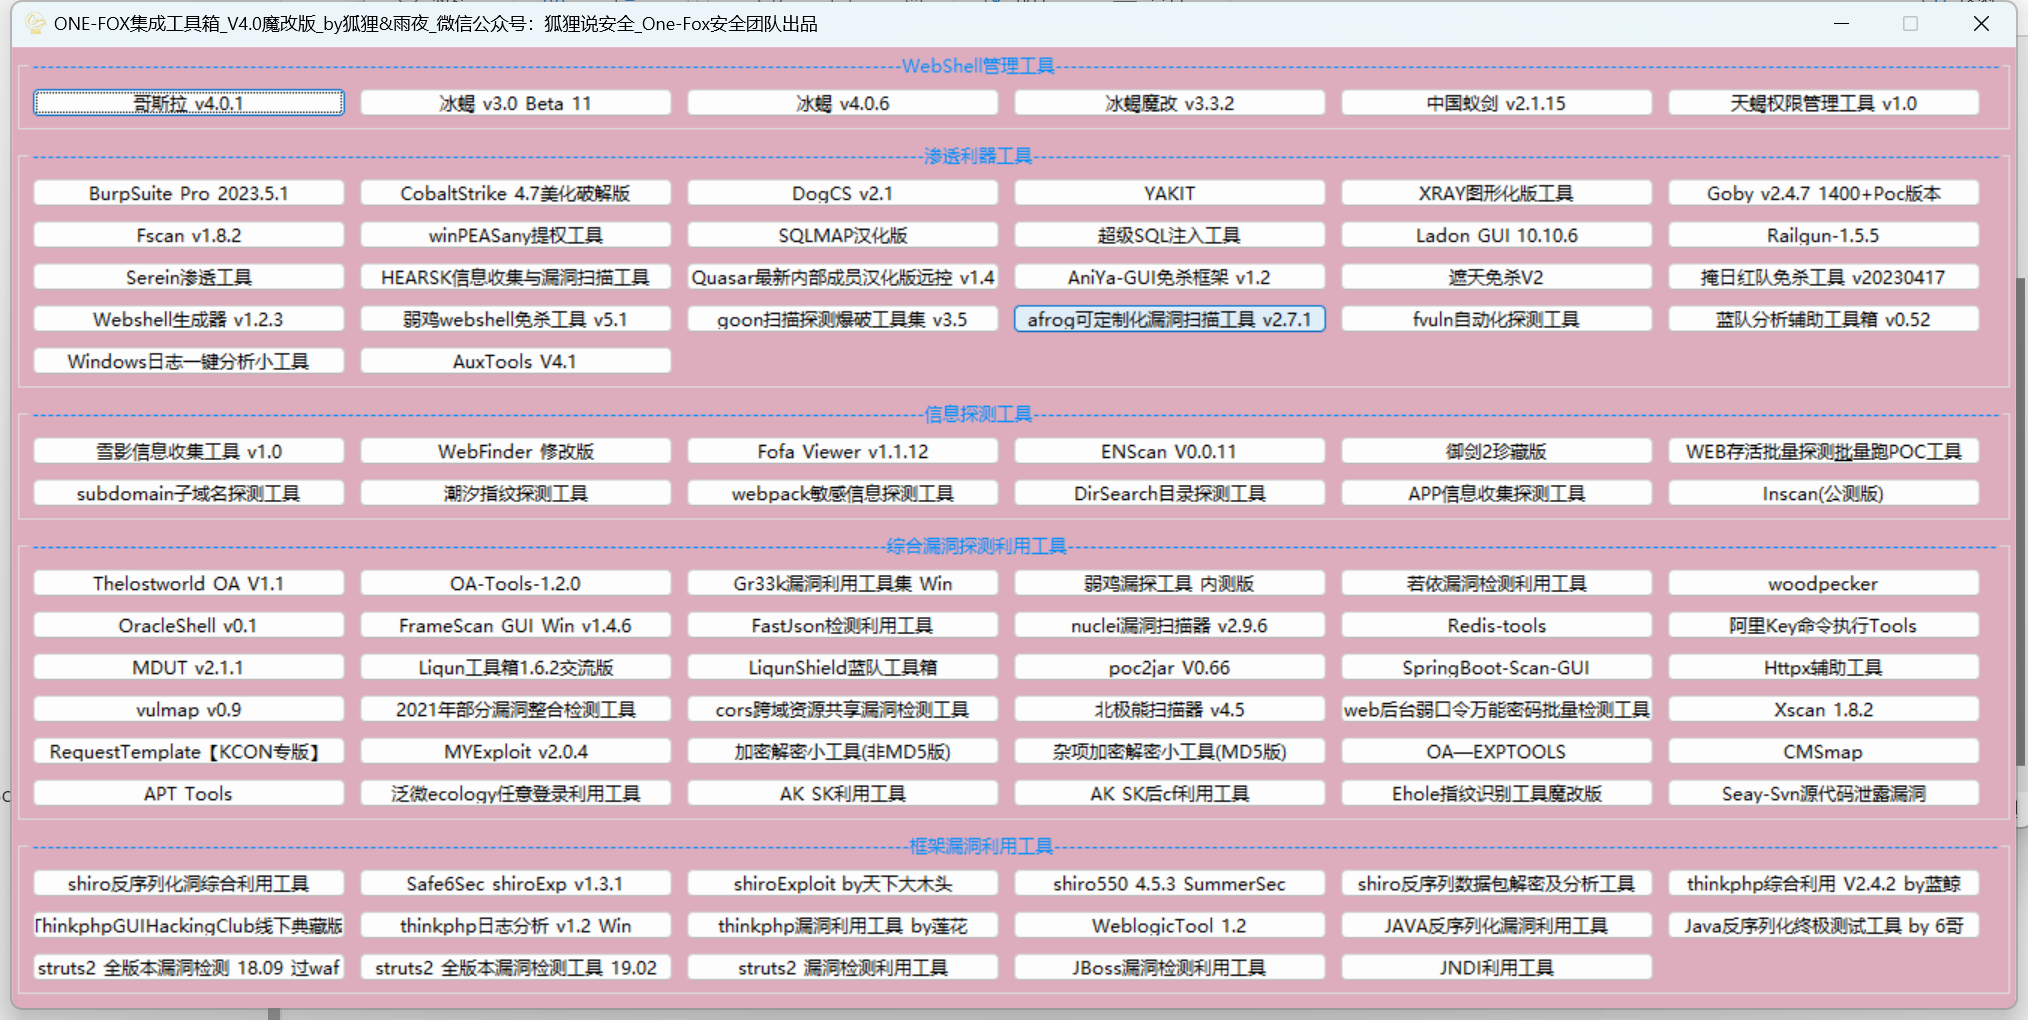 ONE-FOX集成工具箱_V4.0魔改版_by狐狸&雨夜_微信公众号：狐狸说安全_One-Fox安全团队出品
WebShell管理工具
哥斯拉 v4.0.1 冰蝎 v3.0 Beta 11 冰蝎 v4.0.6 冰蝎魔改 v3.3.2 中国蚁剑 v2.1.15 天蝎权限管理工具 v1.0
渗透利器工具
BurpSuite Pro 2023.5.1 CobaltStrike 4.7美化破解版 DogCS v2.1 YAKIT XRAY图形化版工具 Goby v2.4.7 1400+Poc版本
Fscan v1.8.2 winPEASany提权工具 SQLMAP汉化版 超级SQL注入工具 Ladon GUI 10.10.6 Railgun-1.5.5
Serein渗透工具 HEARSK信息收集与漏洞扫描工具 Quasar最新内部成员汉化版远控 v1.4 AniYa-GUI免杀框架 v1.2 遮天免杀V2 掩日红队免杀工具 v20230417
Webshell生成器 v1.2.3 弱鸡webshell免杀工具 v5.1 goon扫描探测爆破工具集 v3.5 afrog可定制化漏洞扫描工具 v2.7.1 fvuln自动化探测工具 蓝队分析辅助工具箱 v0.52
Windows日志一键分析小工具 AuxTools V4.1
信息探测工具
雪影信息收集工具 v1.0 WebFinder 修改版 Fofa Viewer v1.1.12 ENScan V0.0.11 御剑2珍藏版 WEB存活批量探测批量跑POC工具
subdomain子域名探测工具 潮汐指纹探测工具 webpack敏感信息探测工具 DirSearch目录探测工具 APP信息收集探测工具 Inscan(公测版)
综合漏洞探测利用工具
Thelostworld OA V1.1 OA-Tools-1.2.0 Gr33k漏洞利用工具集 Win 弱鸡漏探工具 内测版 若依漏洞检测利用工具 woodpecker
OracleShell v0.1 FrameScan GUI Win v1.4.6 FastJson检测利用工具 nuclei漏洞扫描器 v2.9.6 Redis-tools 阿里Key命令执行Tools
MDUT v2.1.1 Liqun工具箱1.6.2交流版 LiqunShield蓝队工具箱 poc2jar V0.66 SpringBoot-Scan-GUI Httpx辅助工具
vulmap v0.9 2021年部分漏洞整合检测工具 cors跨域资源共享漏洞检测工具 北极熊扫描器 v4.5 web后台弱口令万能密码批量检测工具 Xscan 1.8.2
RequestTemplate【KCON专版】 MYExploit v2.0.4 加密解密小工具(非MD5版) 杂项加密解密小工具(MD5版) OA—EXPTOOLS CMSmap
APT Tools 泛微ecology任意登录利用工具 AK SK利用工具 AK SK后cf利用工具 Ehole指纹识别工具魔改版 Seay-Svn源代码泄露漏洞
框架漏洞利用工具
shiro反序列化洞综合利用工具 Safe6Sec shiroExp v1.3.1 shiroExploit by天下大木头 shiro550 4.5.3 SummerSec shiro反序列数据包解密及分析工具 thinkphp综合利用 V2.4.2 by蓝鲸
ThinkphpGUIHackingClub线下典藏版 thinkphp日志分析 v1.2 Win thinkphp漏洞利用工具 by莲花 WeblogicTool 1.2 JAVA反序列化漏洞利用工具 Java反序列化终极测试工具 by 6哥
struts2 全版本漏洞检测 18.09 过waf struts2 全版本漏洞检测工具 19.02 struts2 漏洞检测利用工具 JBoss漏洞检测利用工具 JNDI利用工具